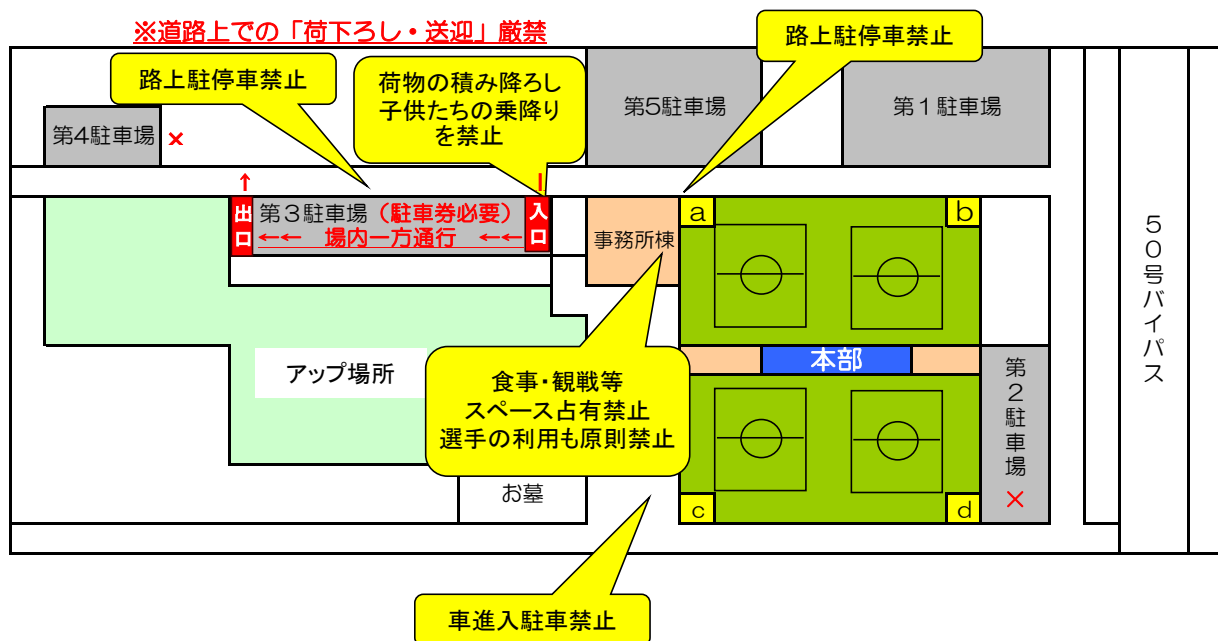 ※道路上での「荷下ろし・送迎」厳禁
路上駐停車禁止
路上駐停車禁止
荷物の積み降ろし
子供たちの乗降り
を禁止
第5駐車場
第１駐車場
第4駐車場
×
↑
出口
第３駐車場（駐車券必要）
←← 場内一方通行 ←←
入口
事務所棟
a
b
５０号バイパス
アップ場所
本部
食事・観戦等
スペース占有禁止
選手の利用も原則禁止
第２駐車場
×
お墓
c
d
車進入駐車禁止